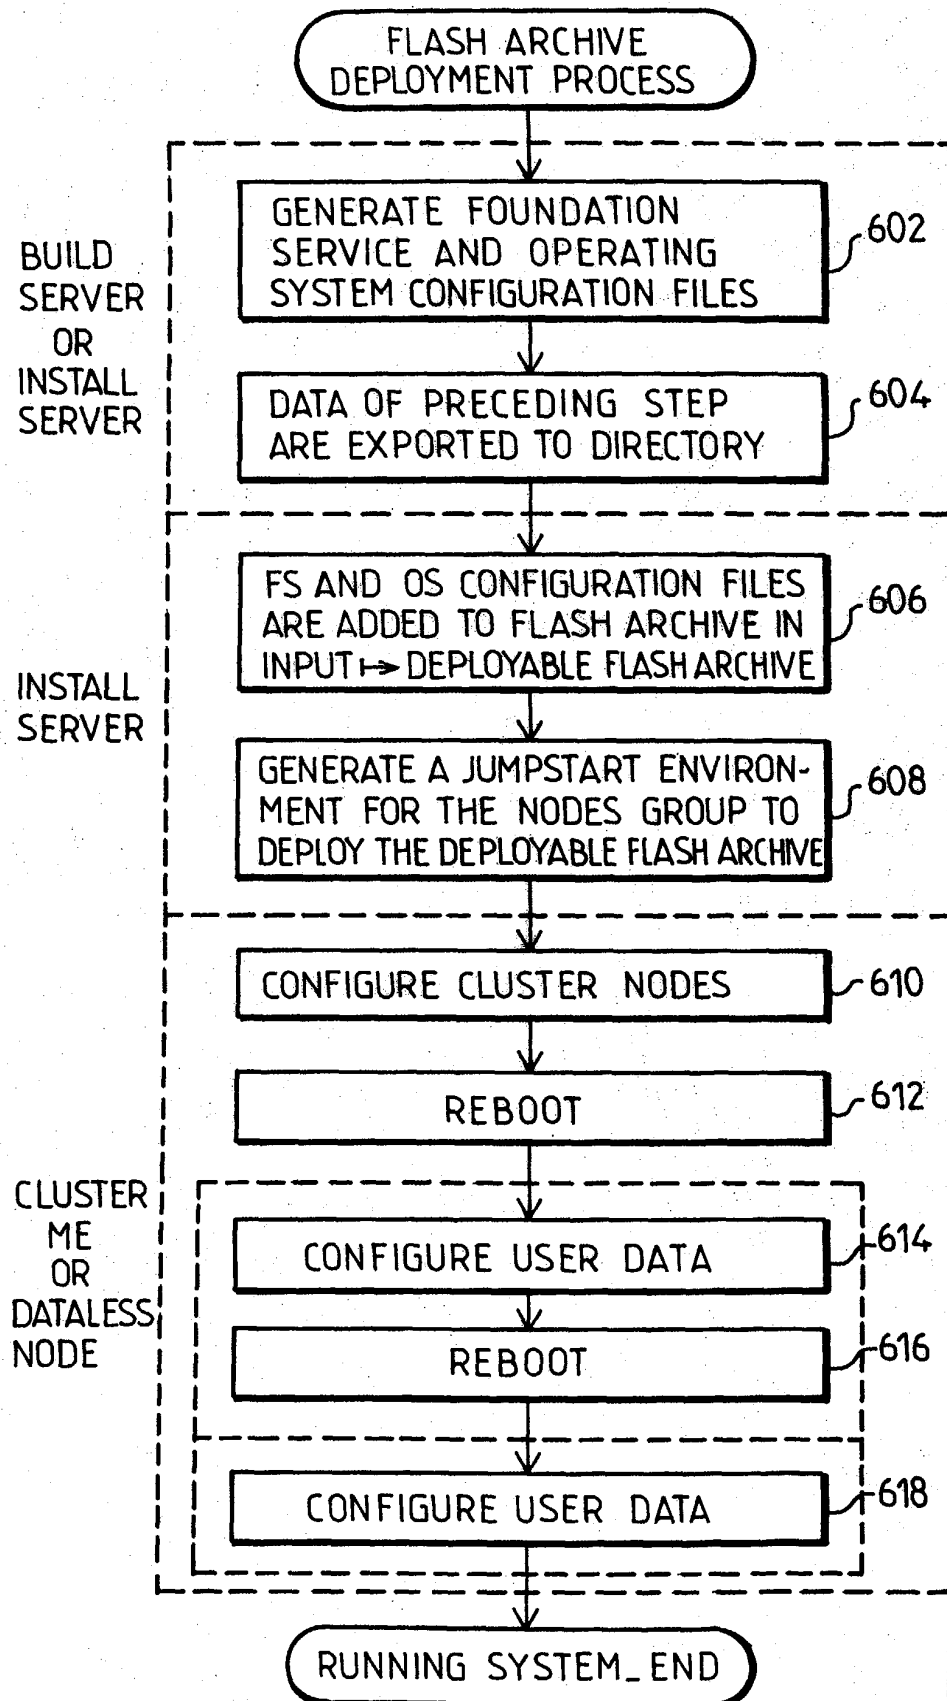 FLASH ARCHIVE
DEPLOYMENT PROCESS
BUILD
SERVER
OR
INSTALL
SERVER
GENERATE FOUNDATION
SERVICE AND OPERATING
SYSTEM CONFIGURATION FILES
602
DATA OF PRECEDING STEP
ARE EXPORTED TO DIRECTORY
604
INSTALL
SERVER
FS AND OS CONFIGURATION FILES
ARE ADDED TO FLASH ARCHIVE IN
INPUT ↦ DEPLOYABLE FLASH ARCHIVE
606
GENERATE A JUMPSTART ENVIRON-
MENT FOR THE NODES GROUP TO
DEPLOY THE DEPLOYABLE FLASH ARCHIVE
608
CLUSTER
ME
OR
DATALESS
NODE
CONFIGURE CLUSTER NODES
610
REBOOT
612
CONFIGURE USER DATA
614
REBOOT
616
CONFIGURE USER DATA
618
RUNNING SYSTEM_END